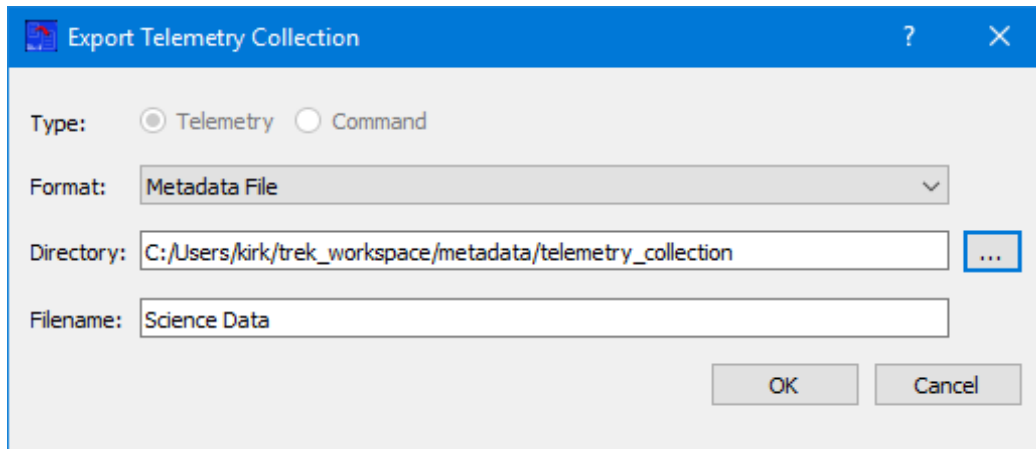 Export Telemetry Collection ?
Type: Telemetry Command
Format: Metadata File
Directory: C:/Users/kirk/trek_workspace/metadata/telemetry_collection ...
Filename: Science Data
OK Cancel